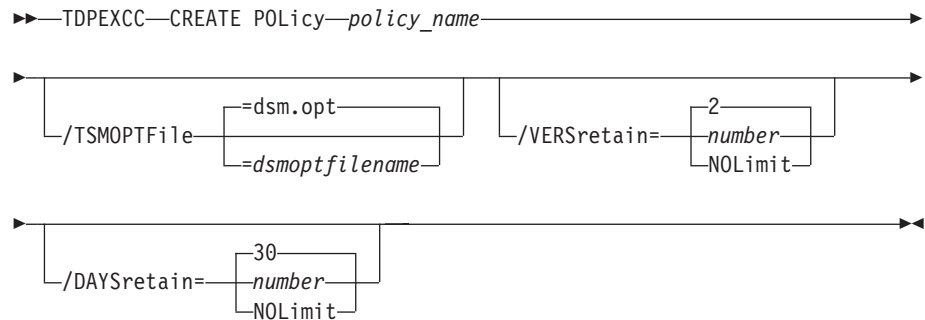 TDPEXCC CREATE POLicy policy_name
=dsm.opt
/TSMOPTFile
=dsmoptfilename
2
/VERSretain= number
NOLimit
30
/DAYSretain= number
NOLimit